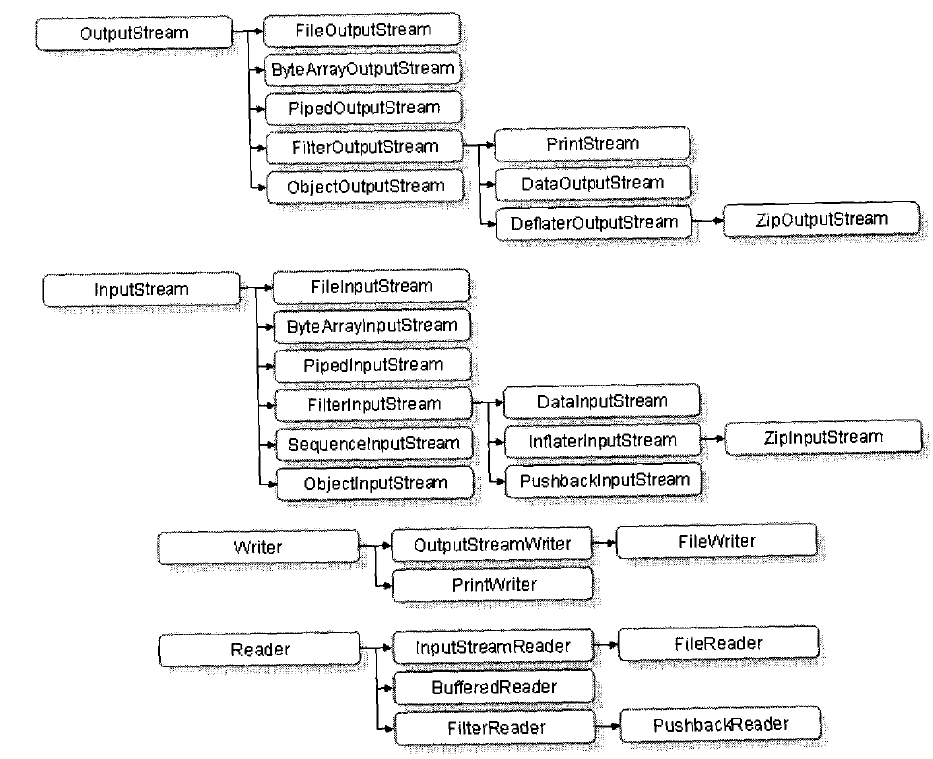 OutputStream
FileOutputStream
ByteArrayOutputStream
PipedOutputStream
FilterOutputStream
PrintStream
ObjectOutputStream
DataOutputStream
DeflaterOutputStream
ZipOutputStream
InputStream
FileInputStream
ByteArrayInputStream
PipedInputStream
FilterInputStream
DataInputStream
SequenceInputStream
InflaterInputStream
ZipInputStream
ObjectInputStream
PushbackInputStream
Writer
OutputStreamWriter
FileWriter
PrintWriter
Reader
InputStreamReader
FileReader
BufferedReader
FilterReader
PushbackReader